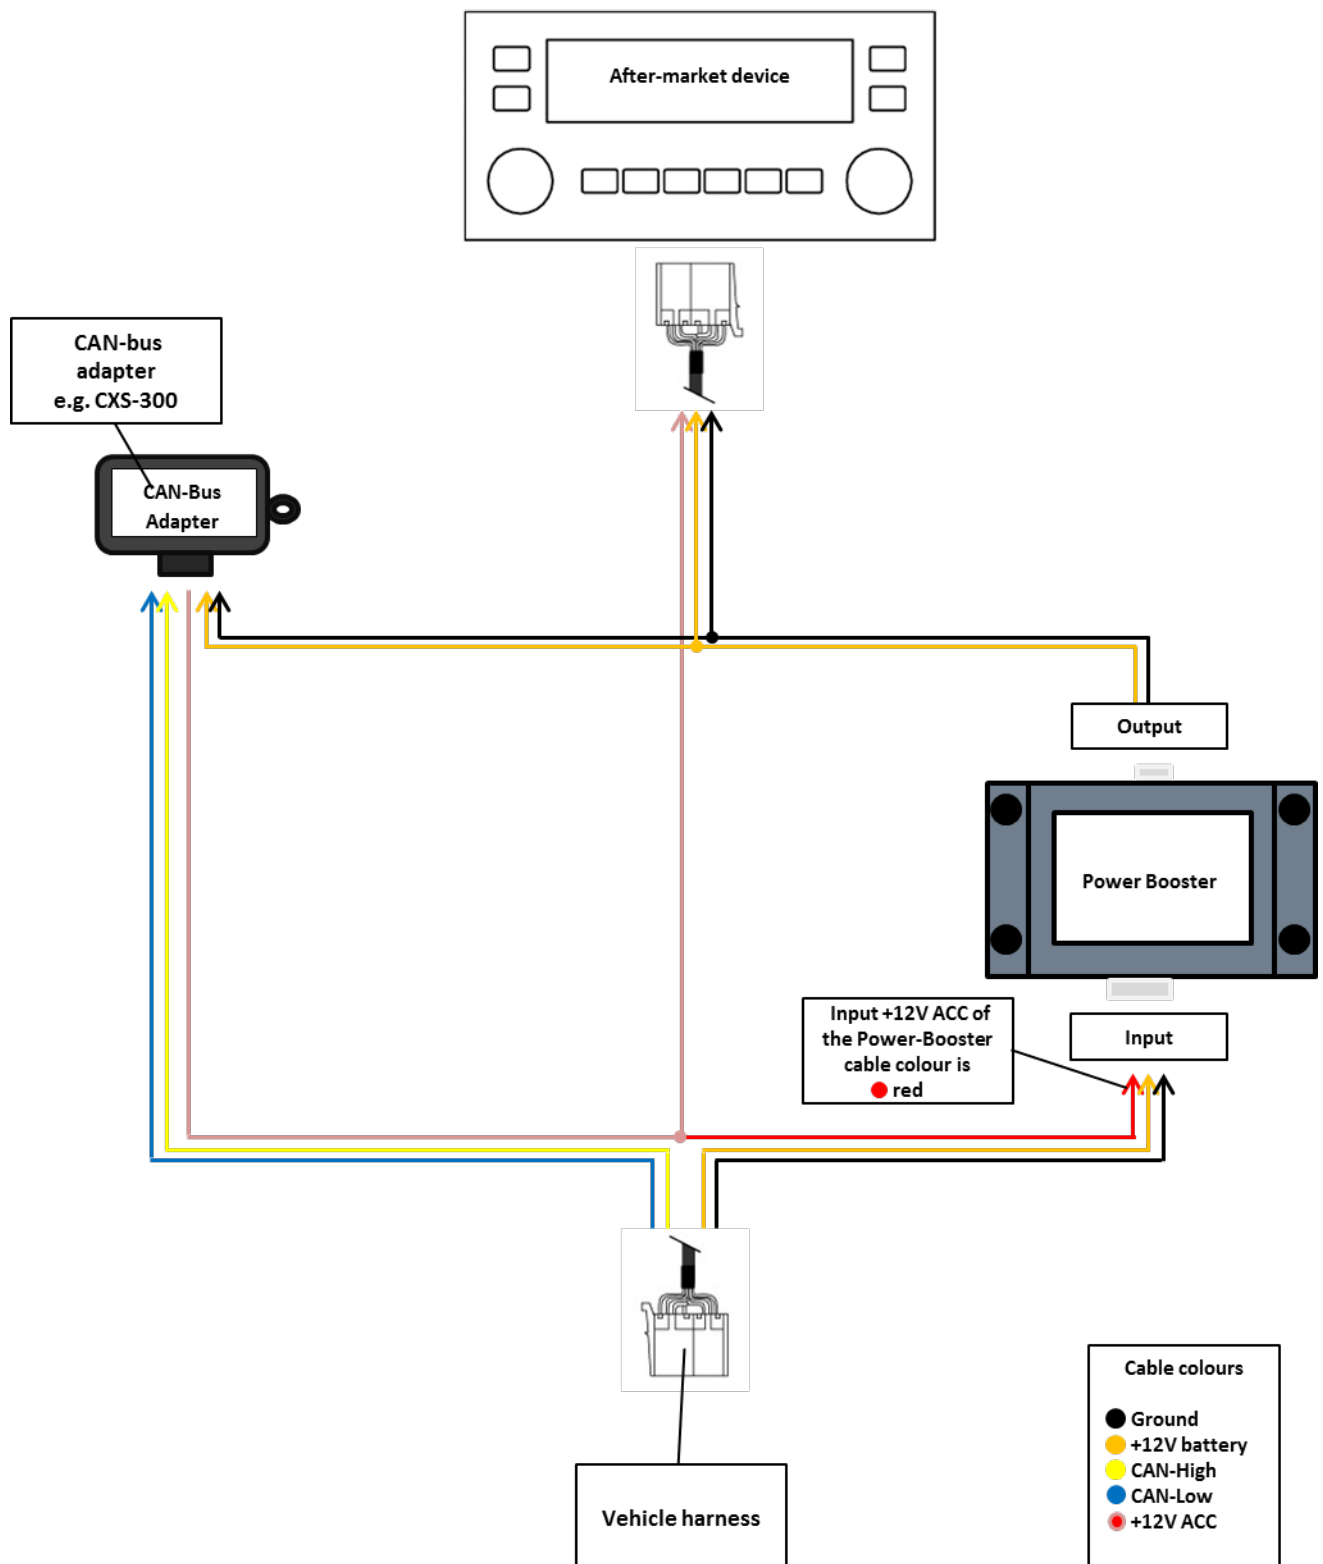 After-market device
CAN-bus
adapter
e.g. CXS-300
CAN-Bus
Adapter
Output
Power Booster
Input +12V ACC of
the Power-Booster
cable colour is
red
Input
Vehicle harness
Cable colours
Ground
+12V battery
CAN-High
CAN-Low
+12V ACC